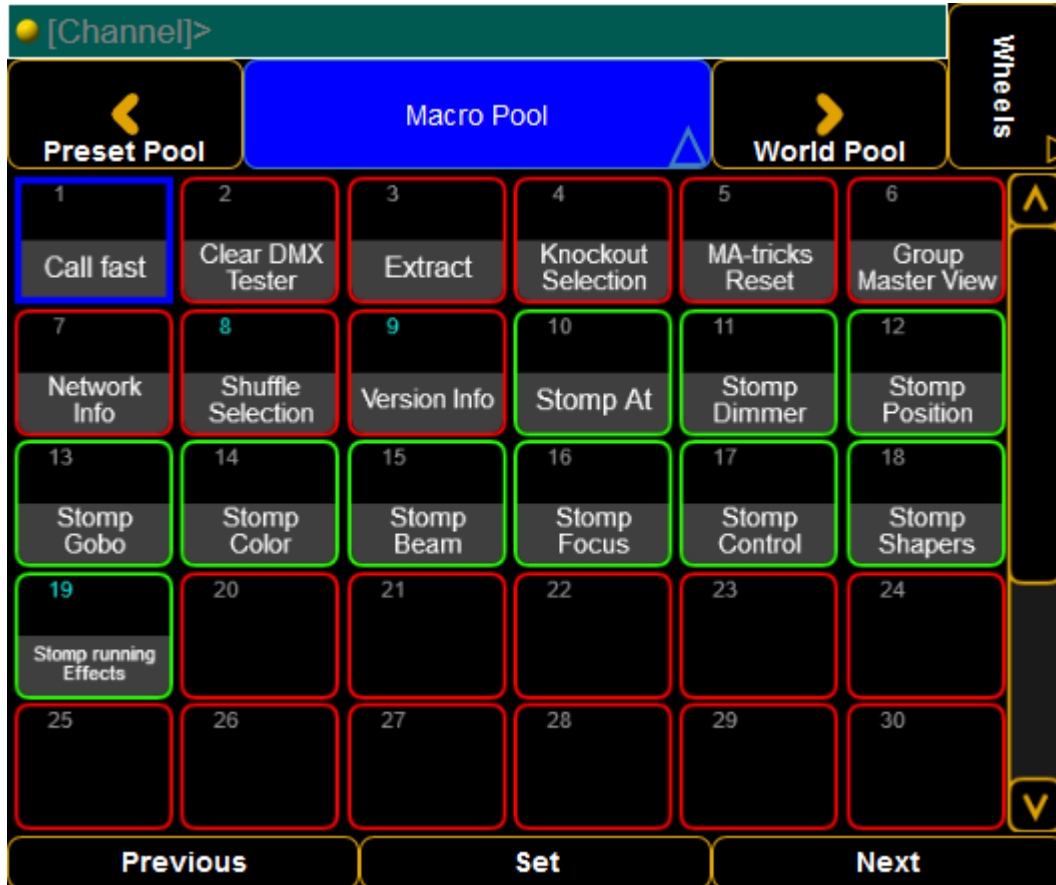 [Channel]>
Wheels
Preset Pool
Macro Pool
World Pool
1
Call fast
2
Clear DMX
Tester
3
Extract
4
Knockout
Selection
5
MA-tricks
Reset
6
Group
Master View
7
Network
Info
8
Shuffle
Selection
9
Version Info
10
Stomp At
11
Stomp
Dimmer
12
Stomp
Position
13
Stomp
Gobo
14
Stomp
Color
15
Stomp
Beam
16
Stomp
Focus
17
Stomp
Control
18
Stomp
Shapers
19
Stomp running
Effects
20
21
22
23
24
25
26
27
28
29
30
Previous
Set
Next